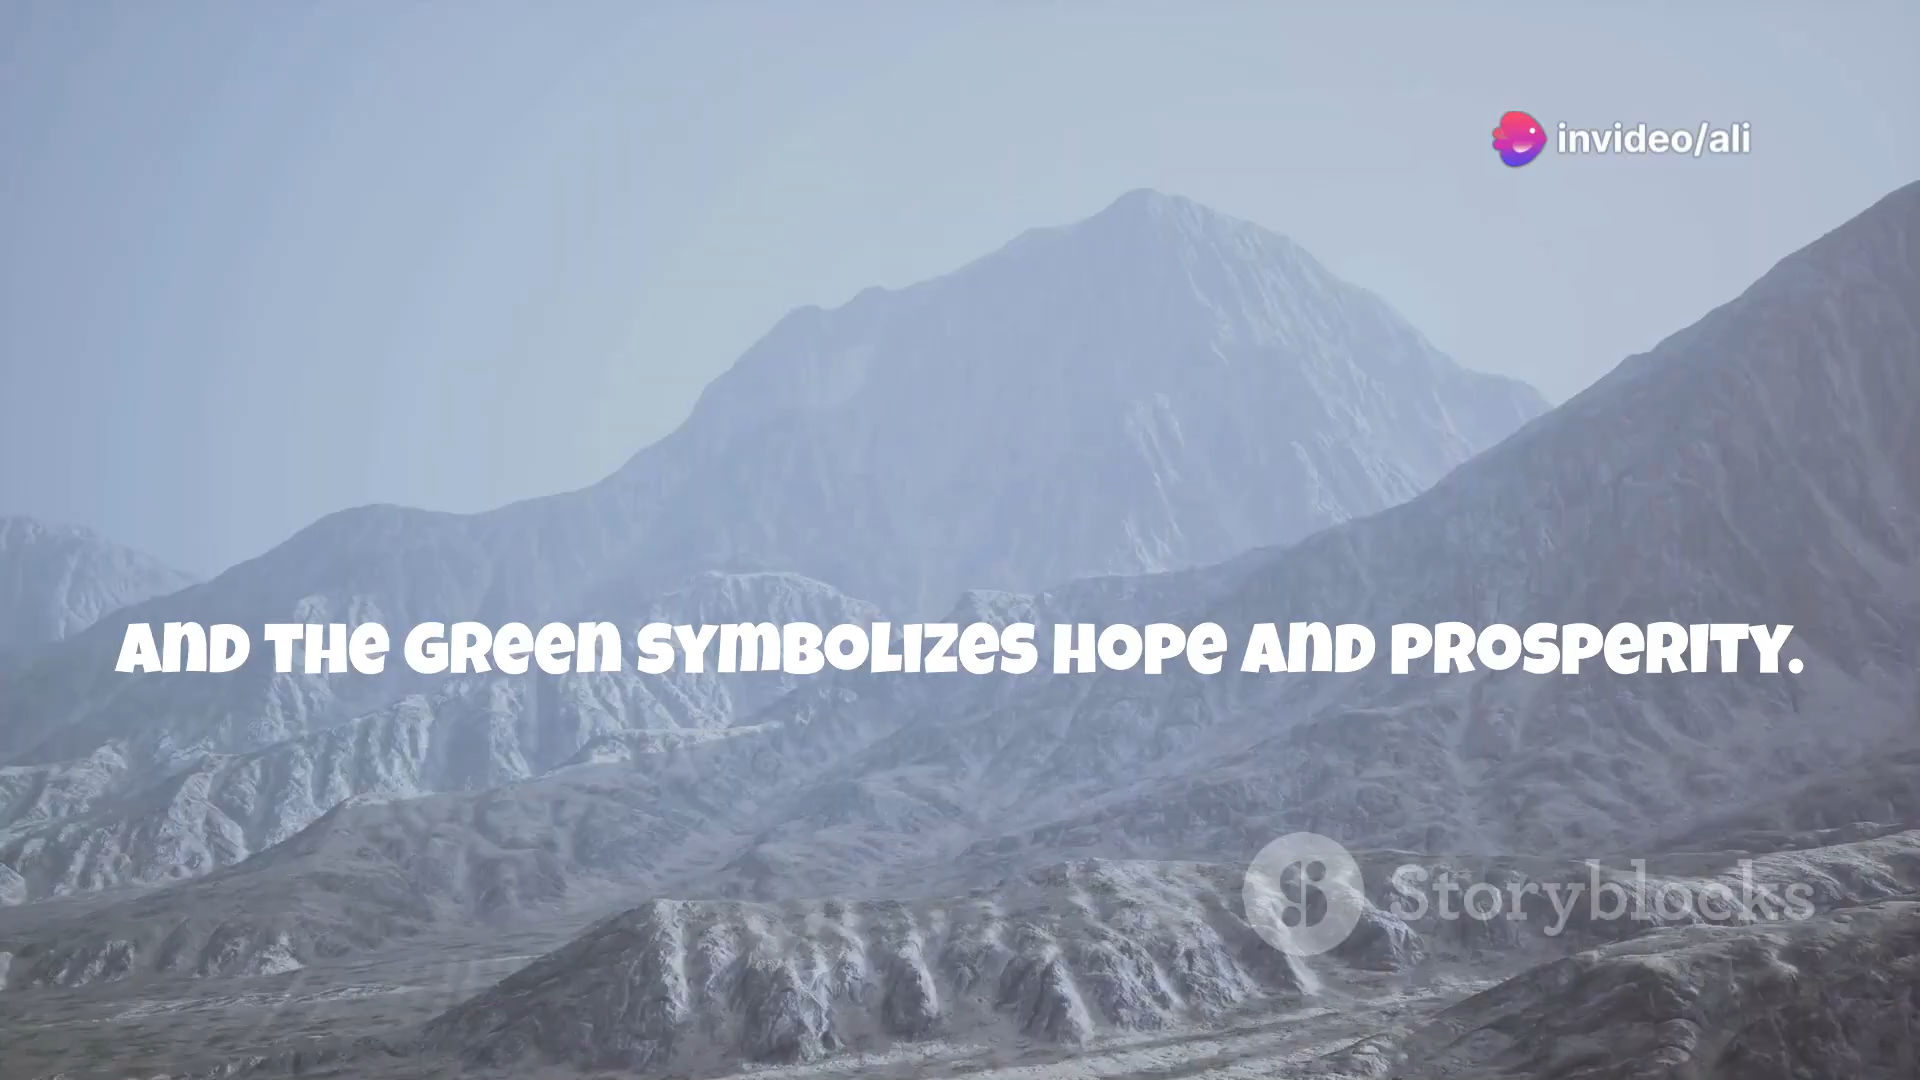 invideo/ali
AND THE GREEN SYMBOLIZES HOPE AND PROSPERITY.
Storyblocks